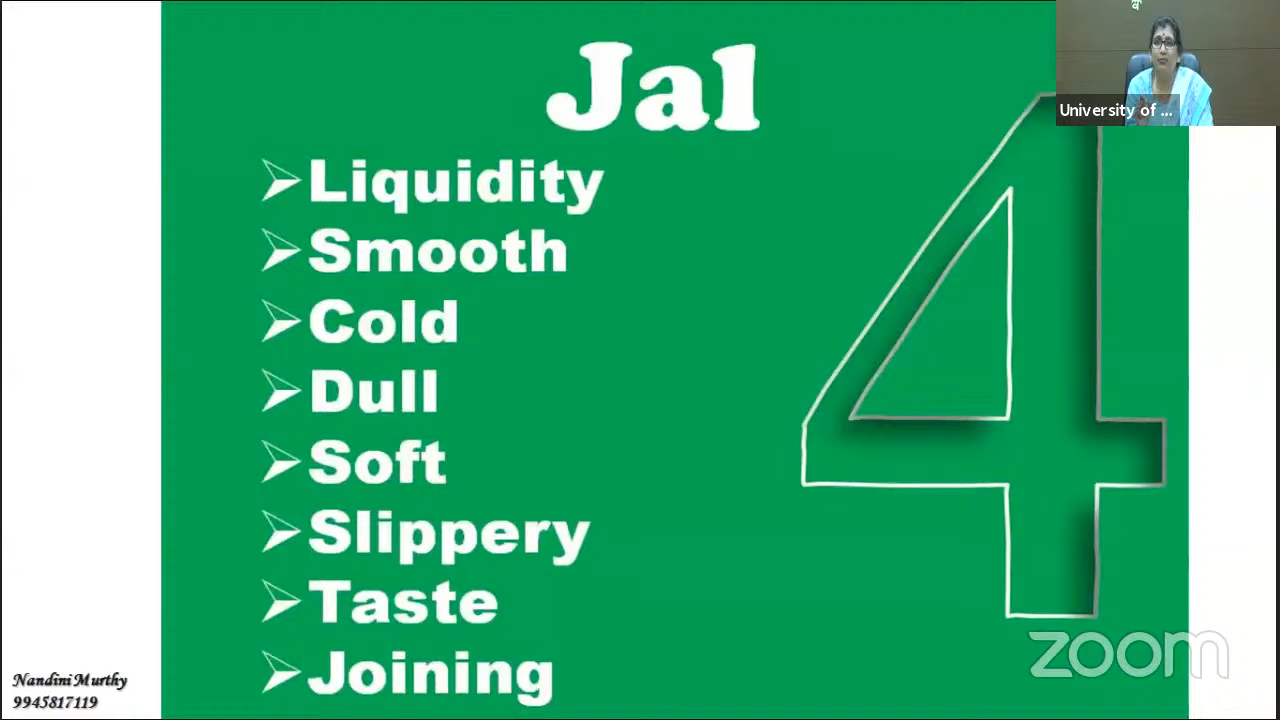 Jal
Liquidity
Smooth
Cold
Dull
Soft
Slippery
Taste
Joining
4
University of ...
zoom
Nandini Murthy
9945817119